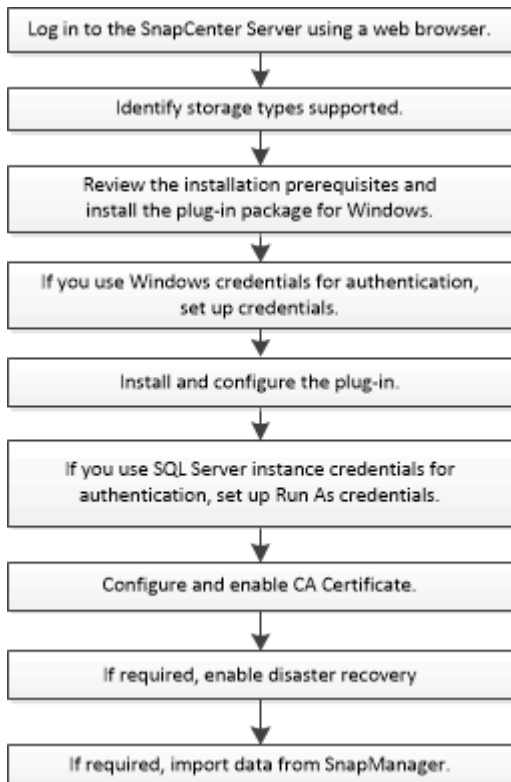 Log in to the SnapCenter Server using a web browser.
Identify storage types supported.
Review the installation prerequisites and
install the plug-in package for Windows.
If you use Windows credentials for authentication,
set up credentials.
Install and configure the plug-in.
If you use SQL Server instance credentials for
authentication, set up Run As credentials.
Configure and enable CA Certificate.
If required, enable disaster recovery
If required, import data from SnapManager.